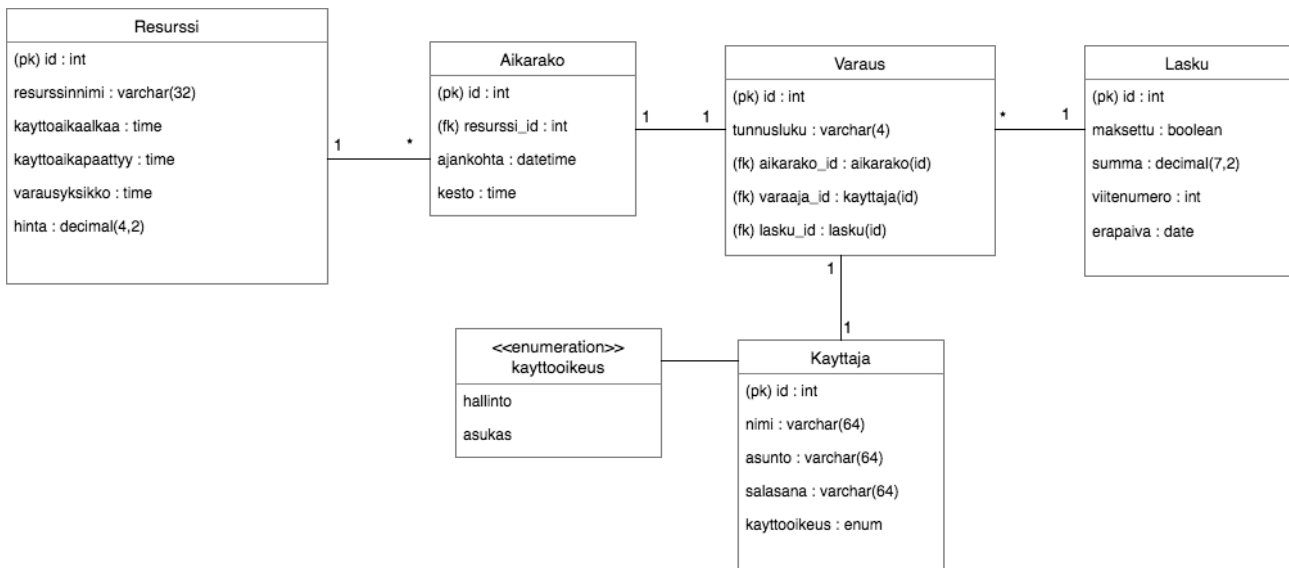 Resurssi
(pk) id : int
resurssinnimi : varchar(32)
kayttoaikaalkaa : time
kayttoaikapaattyy : time
varausyksikko : time
hinta : decimal(4,2)
1
*
Aikarako
(pk) id : int
(fk) resurssi_id : int
ajankohta : datetime
kesto : time
1
1
Varaus
(pk) id : int
tunnusluku : varchar(4)
(fk) aikarako_id : aikarako(id)
(fk) varaaja_id : kayttaja(id)
(fk) lasku_id : lasku(id)
*
1
Lasku
(pk) id : int
maksettu : boolean
summa : decimal(7,2)
viitenumero : int
erapaiva : date
1
1
<<enumeration>>
kayttooikeus
hallinto
asukas
Kayttaja
(pk) id : int
nimi : varchar(64)
asunto : varchar(64)
salasana : varchar(64)
kayttooikeus : enum